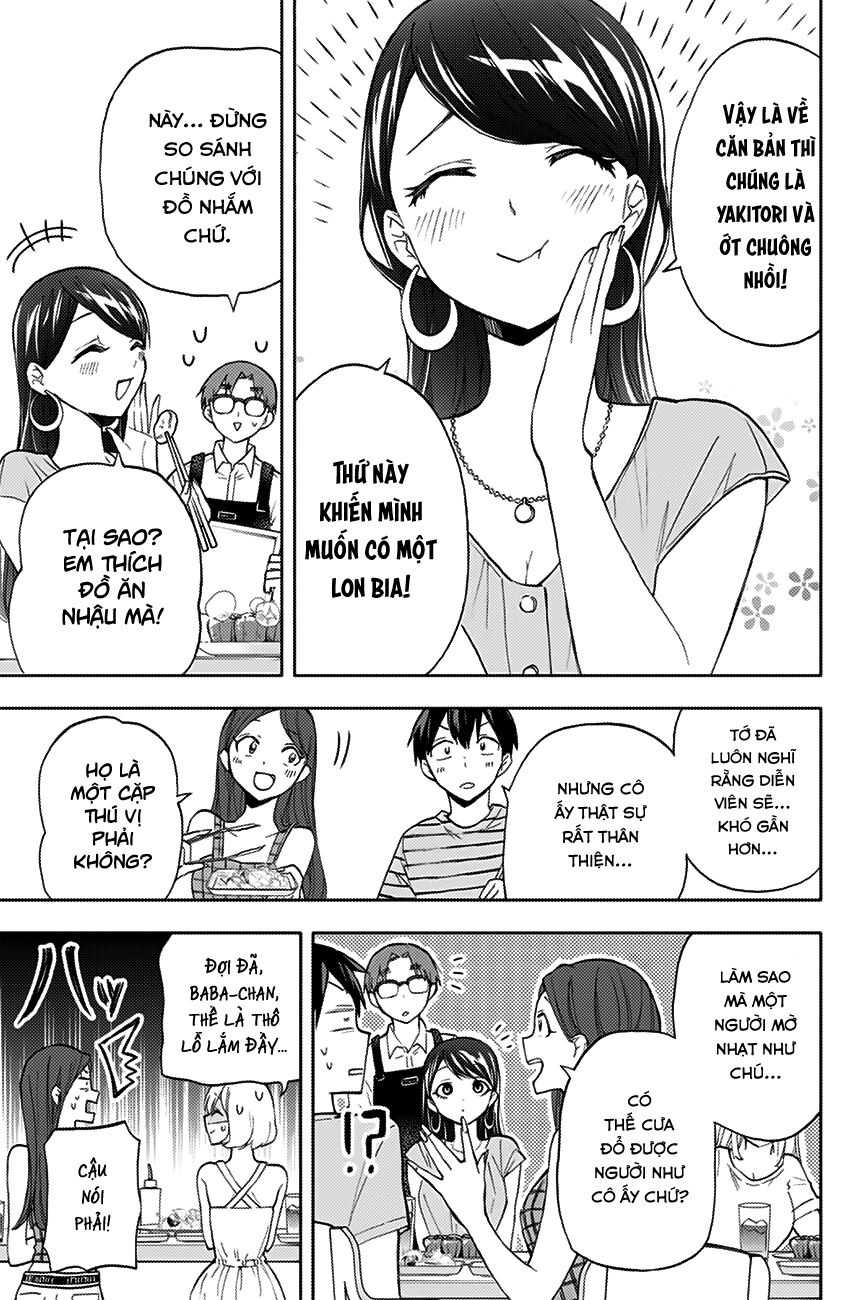 VẬY LÀ VỀ
CĂN BẢN THÌ
CHÚNG LÀ
YAKITORI VÀ
ỚT CHUÔNG
NHỒI!
THỨ NÀY
KHIẾN MÌNH
MUỐN CÓ MỘT
LON BIA!
NÀY... ĐỪNG
SO SÁNH
CHÚNG VỚI
ĐỒ NHẮM
CHỨ.
TẠI SAO?
EM THÍCH
ĐỒ ĂN
NHẬU MÀ!
TỚ ĐÃ
LUÔN NGHĨ
RẰNG DIỄN
VIÊN SẼ...
KHÓ GẦN
HƠN...
NHƯNG CÔ
ẤY THẬT SỰ
RẤT THÂN
THIỆN...
HỌ LÀ
MỘT CẶP
THÚ VỊ
PHẢI
KHÔNG?
LÀM SAO
MÀ MỘT
NGƯỜI MỜ
NHẠT NHƯ
CHÚ...
CÓ
THỂ CƯA
ĐỔ ĐƯỢC
NGƯỜI NHƯ
CÔ ẤY CHỨ?
!?
ĐỢI ĐÃ,
BABA-CHAN,
THỀ LÀ THÔ
LỖ LẮM ĐẦY...
CẬU
NÓI
PHẢI!
ハッ